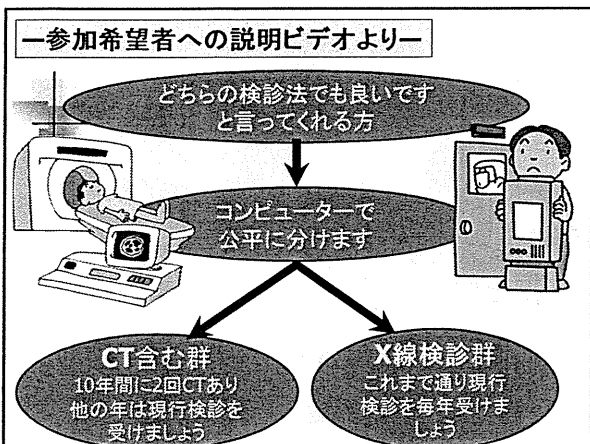 ―参加希望者への説明ビデオより―
どちらの検診法でも良いです
と言ってくれる方
コンピューターで
公平に分けます
CT含む群
10年間に2回CTあり
他の年は現行検診を
受けましょう
X線検診群
これまで通り現行
検診を毎年受けま
しょう